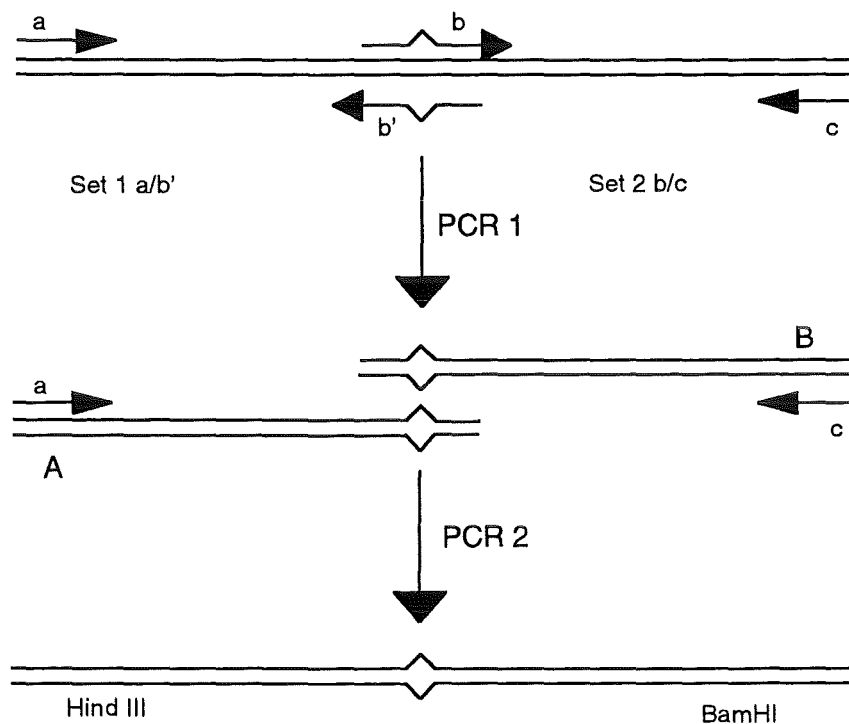 a
b
b'
c
Set 1 a/b'
Set 2 b/c
PCR 1
B
a
c
A
PCR 2
Hind III
BamHI